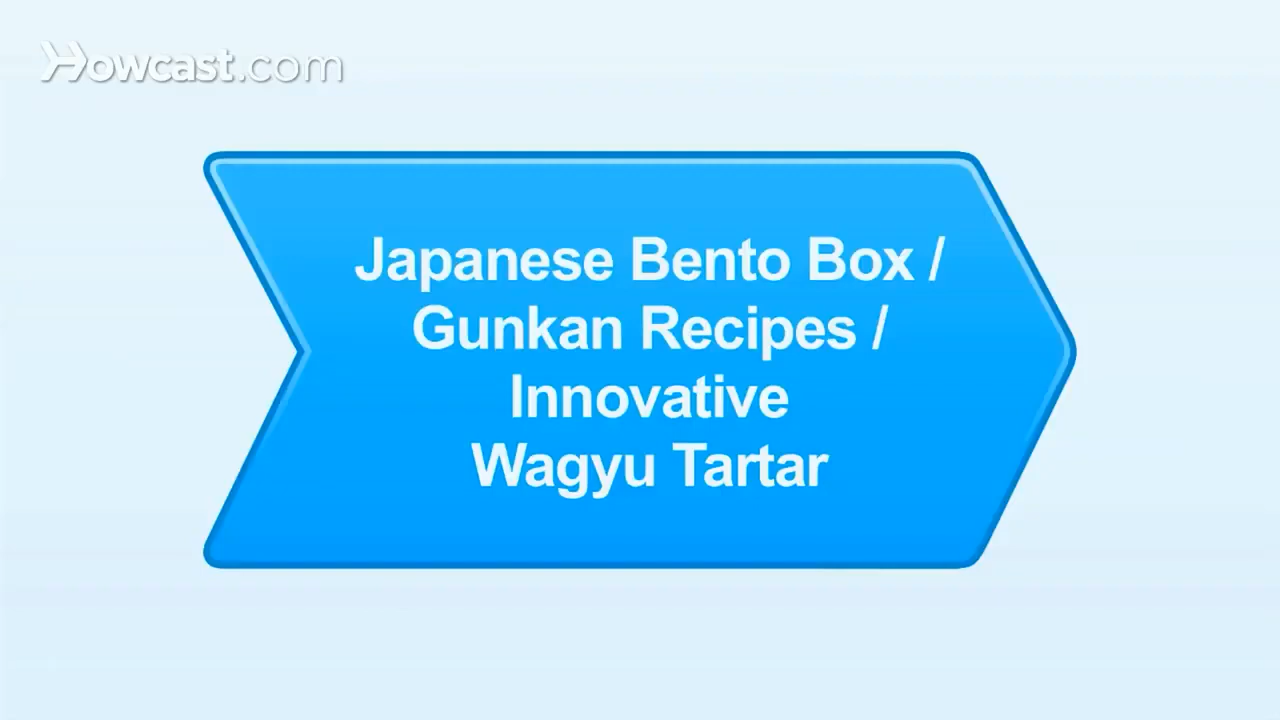 Howcast.com
Japanese Bento Box /
Gunkan Recipes /
Innovative
Wagyu Tartar